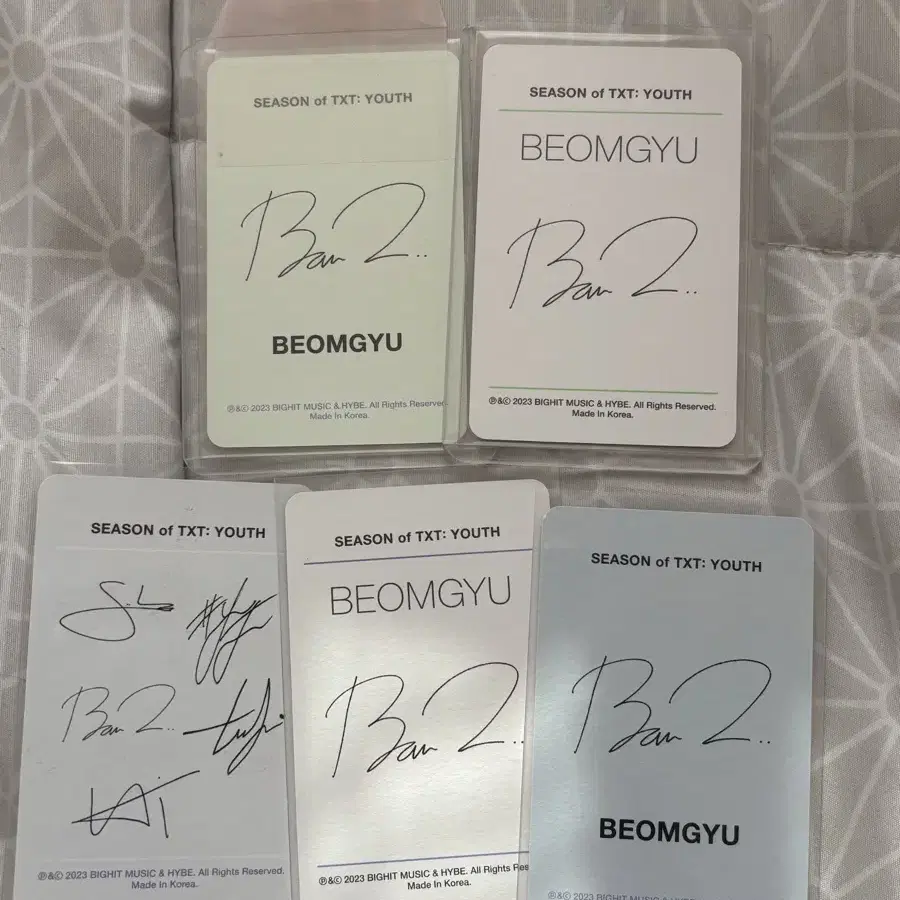 SEASON of TXT: YOUTH
BEOMGYU
℗&© 2023 BIGHIT MUSIC & HYBE. All Rights Reserved.
Made In Korea.
SEASON of TXT: YOUTH
BEOMGYU
℗&© 2023 BIGHIT MUSIC & HYBE. All Rights Reserved.
Made In Korea.
SEASON of TXT: YOUTH
℗&© 2023 BIGHIT MUSIC & HYBE. All Rights Reserved.
Made In Korea.
SEASON of TXT: YOUTH
BEOMGYU
℗&© 2023 BIGHIT MUSIC & HYBE. All Rights
Made In Korea.
SEASON of TXT: YOUTH
BEOMGYU
℗&© 2023 BIGHIT MUSIC & HYBE. All Rights Reserved.